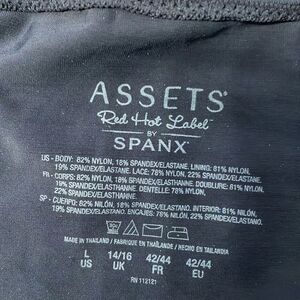 ASSETS®
Red Hot Label™
BY
SPANX®
US - BODY: 82% NYLON, 18% SPANDEX/ELASTANE. LINING: 81% NYLON,
19% SPANDEX/ELASTANE. LACE: 78% NYLON, 22% SPANDEX/ELASTANE.
FR - CORPS: 82% NYLON, 18% SPANDEX/ELASTHANNE. DOUBLURE: 81% NYLON,
19% SPANDEX/ELASTHANNE. DENTELLE: 78% NYLON,
22% SPANDEX/ELASTHANNE.
SP - CUERPO: 82% NILÓN, 18% SPANDEX/ELASTANO. INTERIOR: 81% NILÓN,
19% SPANDEX/ELASTANO. ENCAJES: 78% NILÓN, 22% SPANDEX/ELASTANO.
MADE IN THAILAND / FABRIQUÉ EN THAÏLANDE / HECHO EN TAILANDIA
L 14/16 42/44 42/44
US UK FR EU
RN 112121